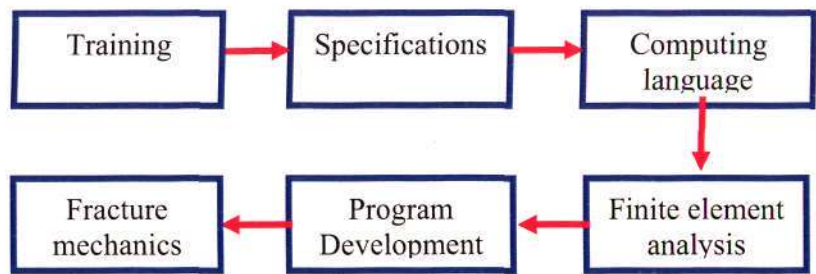 Training
Specifications
Computing
language
Fracture
mechanics
Program
Development
Finite element
analysis